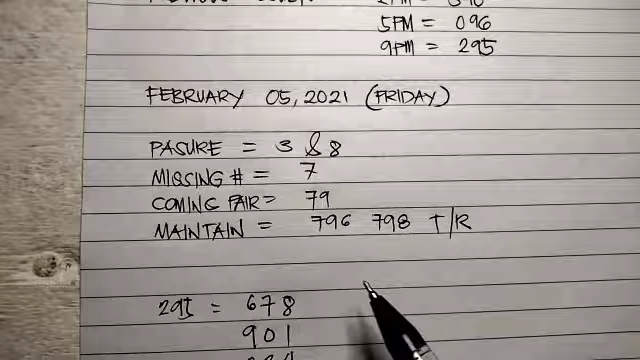 5PM = 096
9PM = 295
FEBRUARY 05, 2021 (FRIDAY)
PASURE = 3 & 8
MISSING # = 7
COMING PAIR = 79
MAINTAIN = 796 798 T/R
295 = 678
901